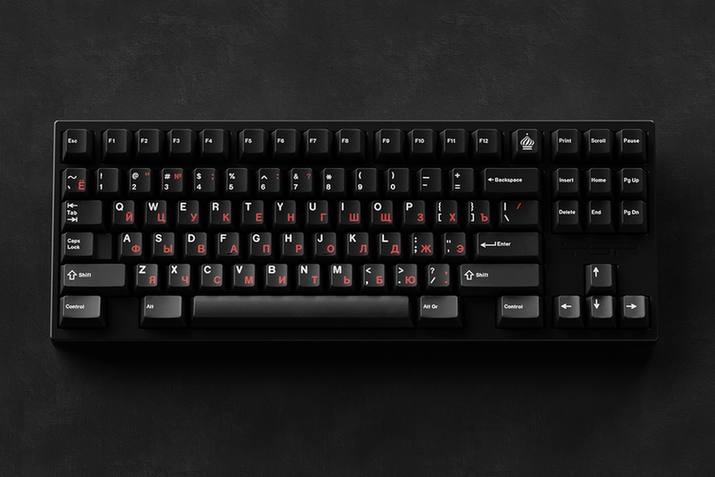 Esc F1 F2 F3 F4 F5 F6 F7 F8 F9 F10 F11 F12 Print Scroll Pause
~ ` Ё ! 1 @ " 2 # № 3 $ ; 4 % 5 ^ : 6 & ? 7 * 8 ( 9 ) 0 — - + = ←Backspace Insert Home Pg Up
Tab Q Й W Ц E У R К T Е Y Н U Г I Ш O Щ P З { [ Х } ] Ъ | \ / Delete End Pg Dn
Caps Lock A Ф S Ы D В F А G П H Р J О K Л L Д : ; Ж " ' Э Enter
⇧ Shift Z Я X Ч C С V М B И N Т M Ь < , Б > . Ю ? / ⇧ Shift ↑
Control Alt Alt Gr Control ← ↓ →